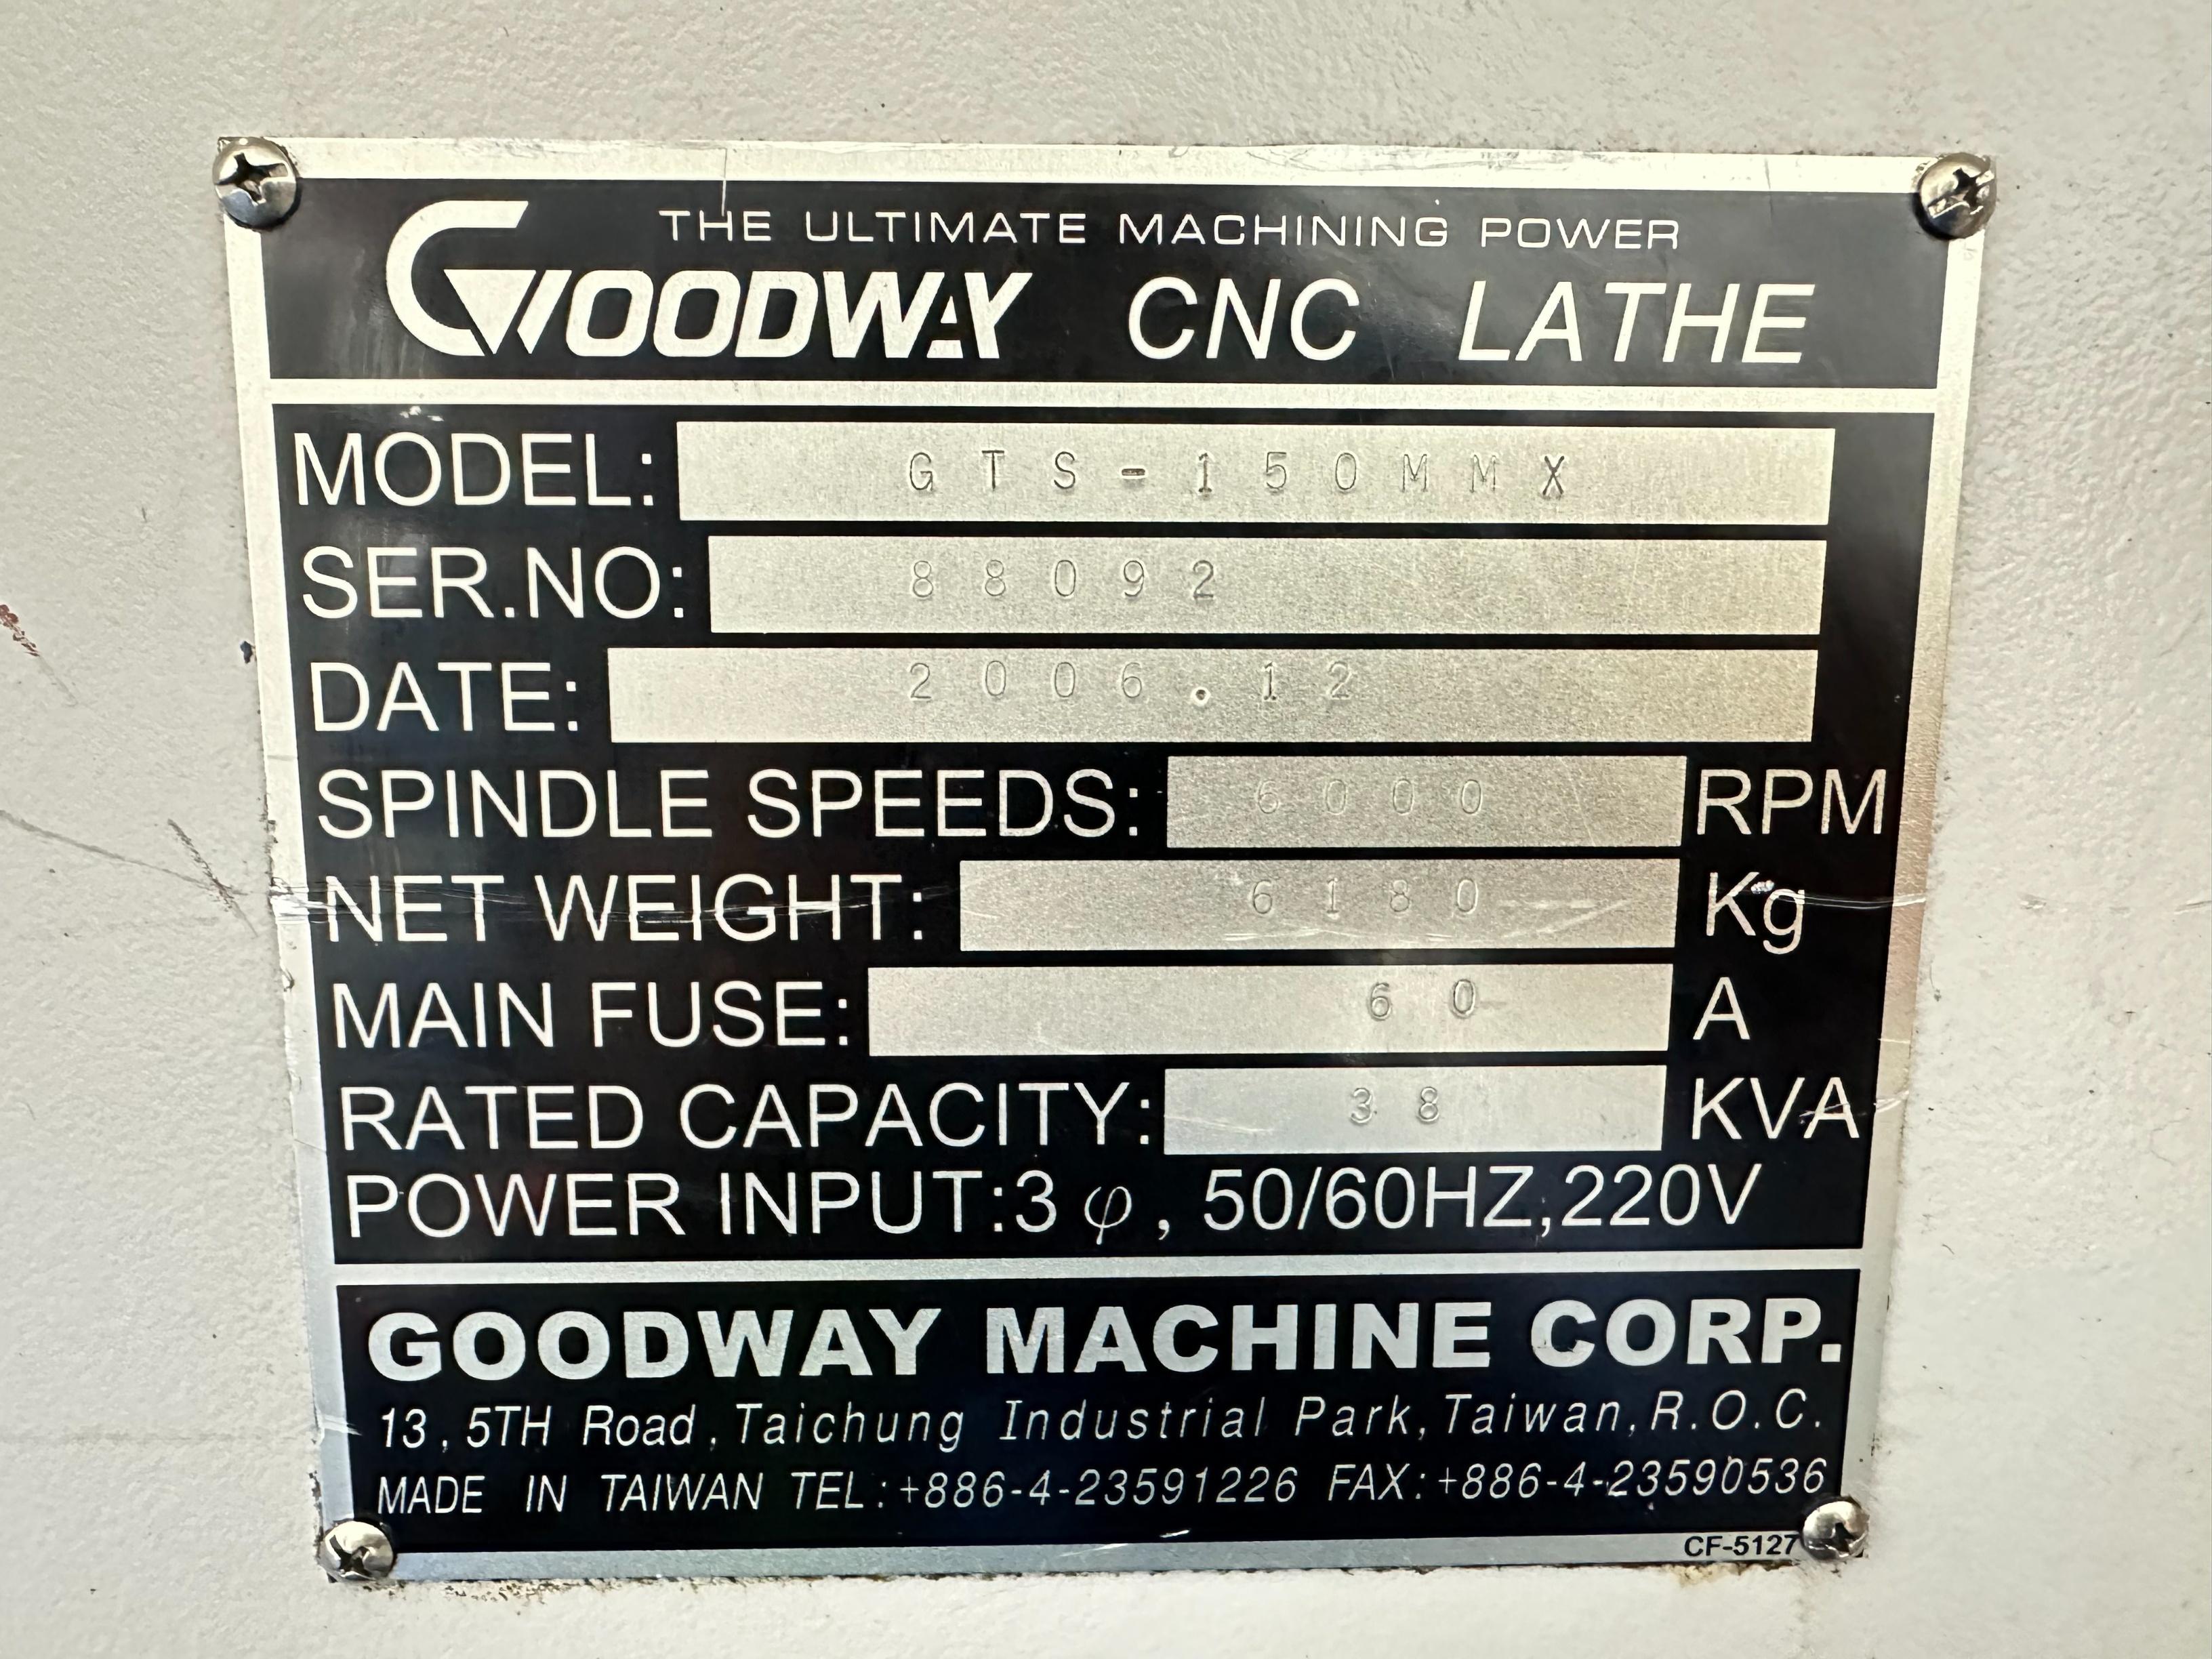 THE ULTIMATE MACHINING POWER
GOODWAY CNC LATHE
MODEL: GTS-150MMX
SER.NO: 88092
DATE: 2006.12
SPINDLE SPEEDS: 6000 RPM
NET WEIGHT: 6180 Kg
MAIN FUSE: 60 A
RATED CAPACITY: 38 KVA
POWER INPUT:3φ, 50/60HZ,220V
GOODWAY MACHINE CORP.
13, 5TH Road, Taichung Industrial Park, Taiwan, R.O.C.
MADE IN TAIWAN TEL:+886-4-23591226 FAX:+886-4-23590536
CF-5127